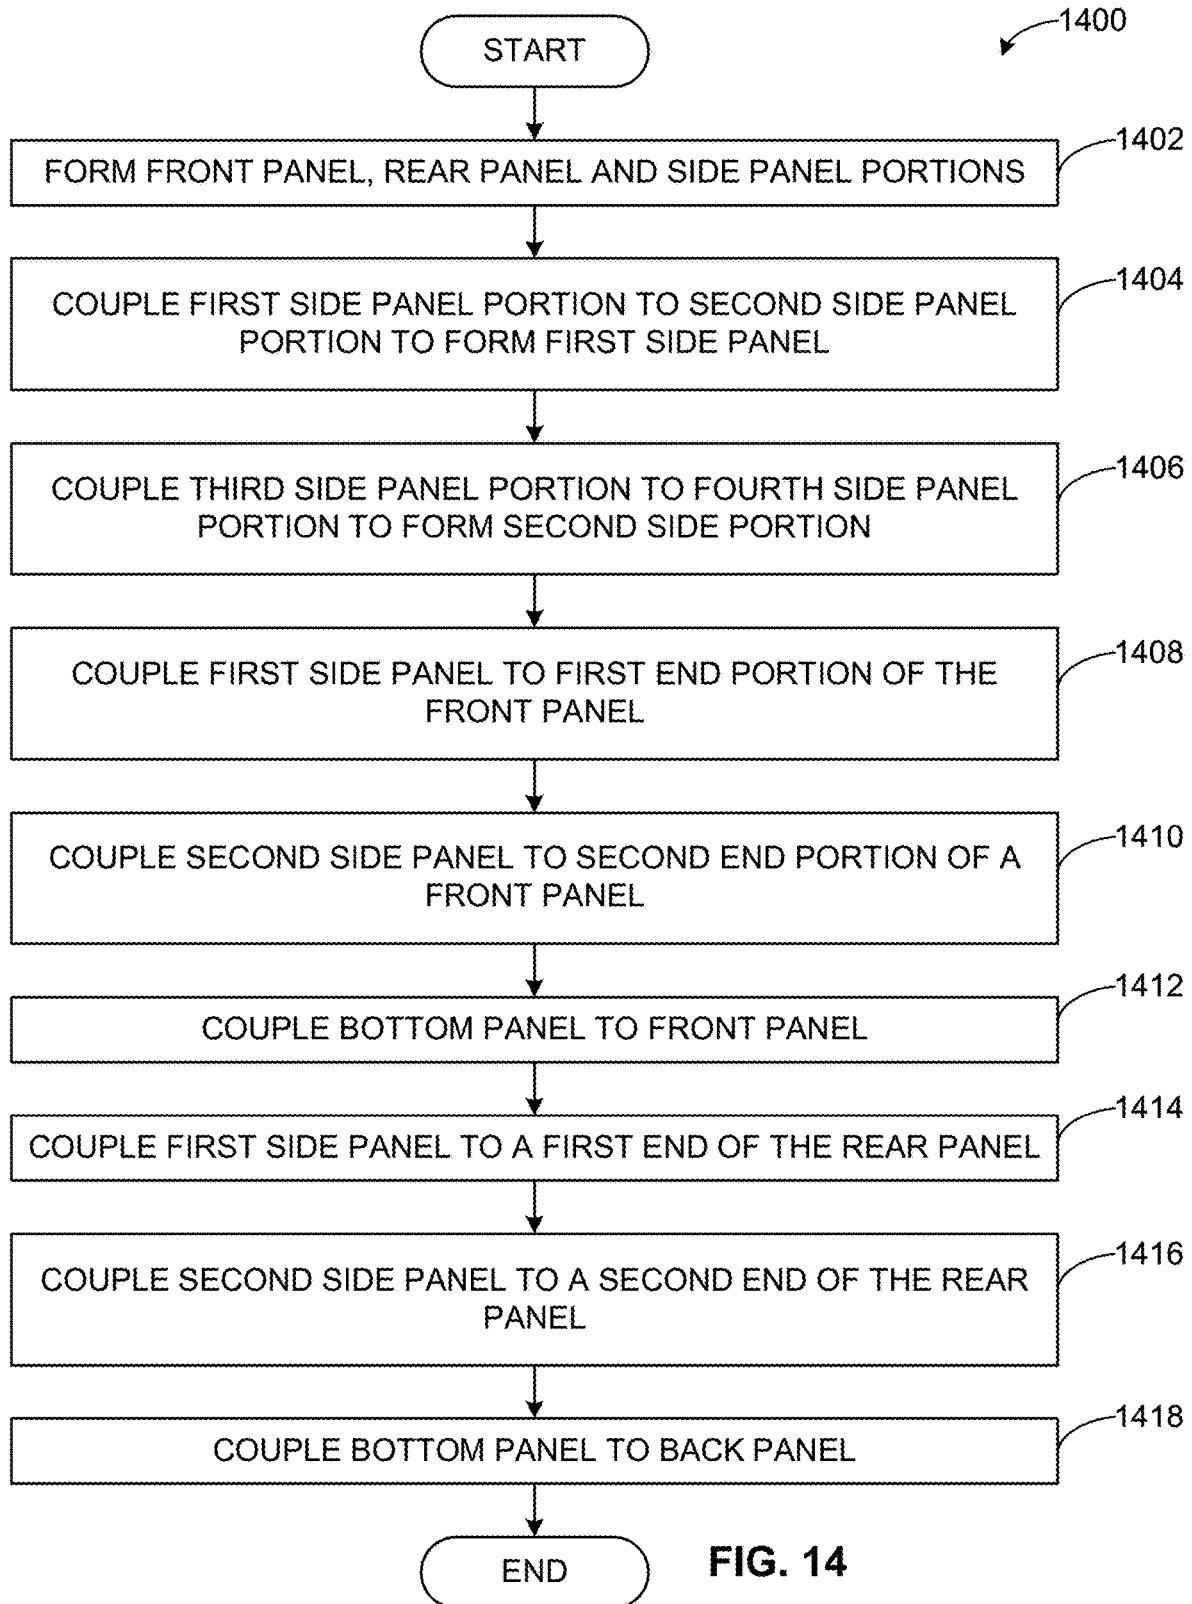 1400
START
1402
FORM FRONT PANEL, REAR PANEL AND SIDE PANEL PORTIONS
1404
COUPLE FIRST SIDE PANEL PORTION TO SECOND SIDE PANEL
PORTION TO FORM FIRST SIDE PANEL
1406
COUPLE THIRD SIDE PANEL PORTION TO FOURTH SIDE PANEL
PORTION TO FORM SECOND SIDE PORTION
1408
COUPLE FIRST SIDE PANEL TO FIRST END PORTION OF THE
FRONT PANEL
1410
COUPLE SECOND SIDE PANEL TO SECOND END PORTION OF A
FRONT PANEL
1412
COUPLE BOTTOM PANEL TO FRONT PANEL
1414
COUPLE FIRST SIDE PANEL TO A FIRST END OF THE REAR PANEL
1416
COUPLE SECOND SIDE PANEL TO A SECOND END OF THE REAR
PANEL
1418
COUPLE BOTTOM PANEL TO BACK PANEL
END
FIG. 14